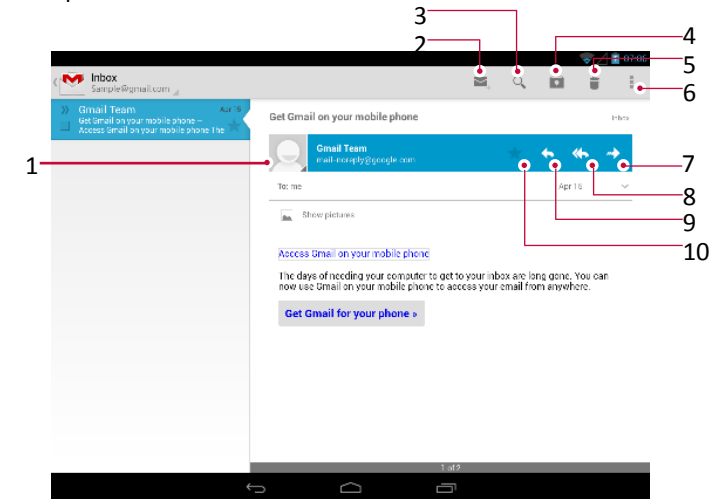 3
2
4
5
6
07:06
Inbox
Sample@gmail.com
Gmail Team
Apr 16
Get Gmail on your mobile phone –
Access Gmail on your mobile phone The
Get Gmail on your mobile phone
Inbox
1
Gmail Team
mail-noreply@google.com
7
8
9
10
To: me
Apr 16
Show pictures
Access Gmail on your mobile phone
The days of needing your computer to get to your inbox are long gone. You can
now use Gmail on your mobile phone to access your email from anywhere.
Get Gmail for your phone »
1 of 2